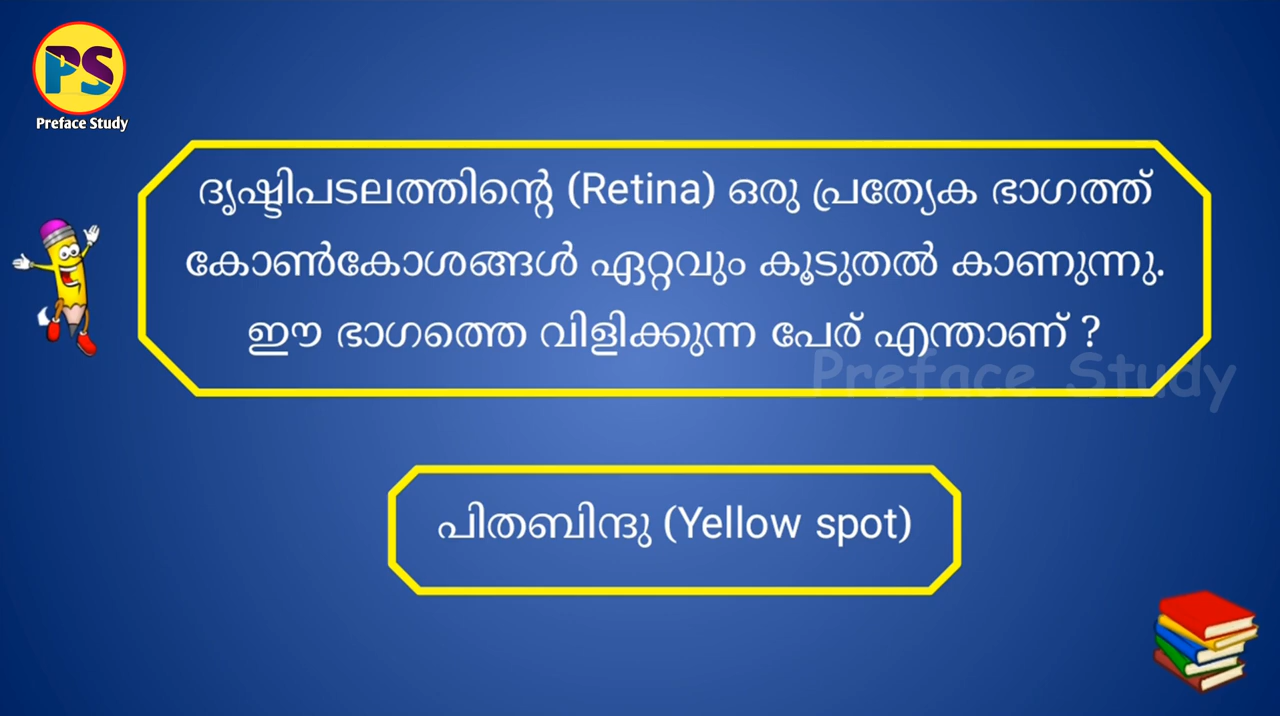 PS
Preface Study
ദൃഷ്ടിപടലത്തിന്റെ (Retina) ഒരു പ്രത്യേക ഭാഗത്ത്
കോൺകോശങ്ങൾ ഏറ്റവും കൂടുതൽ കാണുന്നു.
ഈ ഭാഗത്തെ വിളിക്കുന്ന പേര് എന്താണ് ?
Preface Study
പിതബിന്ദു (Yellow spot)